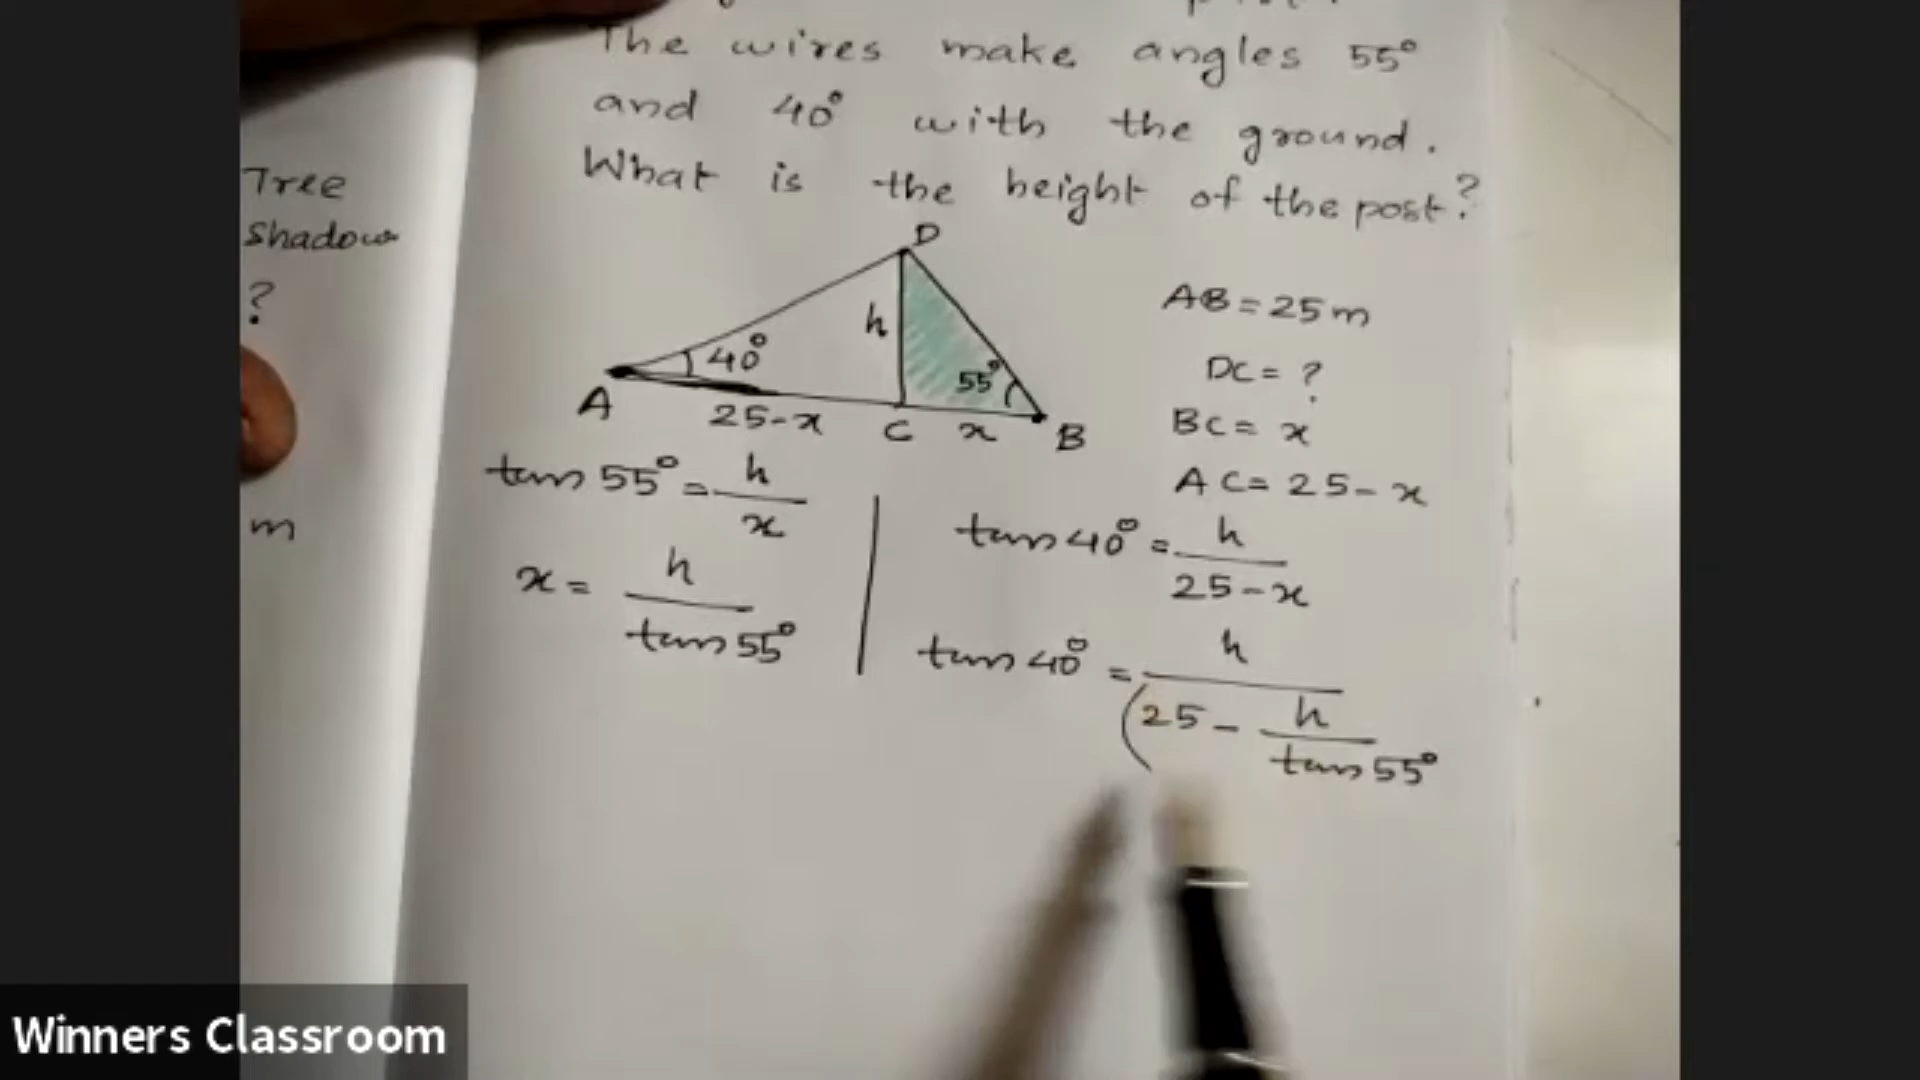 The wires make angles 55°
and 40° with the ground.
What is the height of the post?
Tree
Shadow
?
m
D
h
40°
55°
A
25-x
C
x
B
AB = 25m
DC = ?
BC = x
AC = 25-x
tan 55° = h/x
x = h/tan 55°
tan 40° = h/25-x
tan 40° = h/(25 - h/tan 55°
Winners Classroom